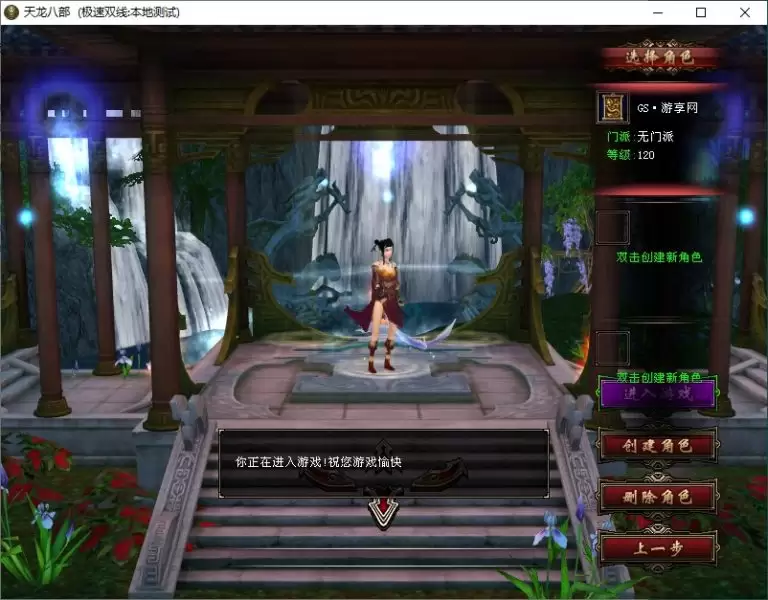 天龙八部 (极速双线:本地测试)
选择角色
GS·游享网
门派:无门派
等级:120
双击创建新角色
双击创建新角色
进入游戏
创建角色
你正在进入游戏!祝您游戏愉快
删除角色
上一步